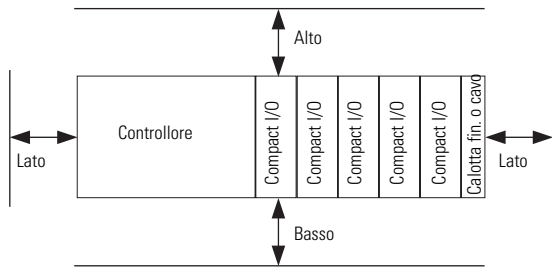 Alto
Controllore
Compact I/O
Compact I/O
Compact I/O
Compact I/O
Compact I/O
Calotta fin. o cavo
Lato
Lato
Basso